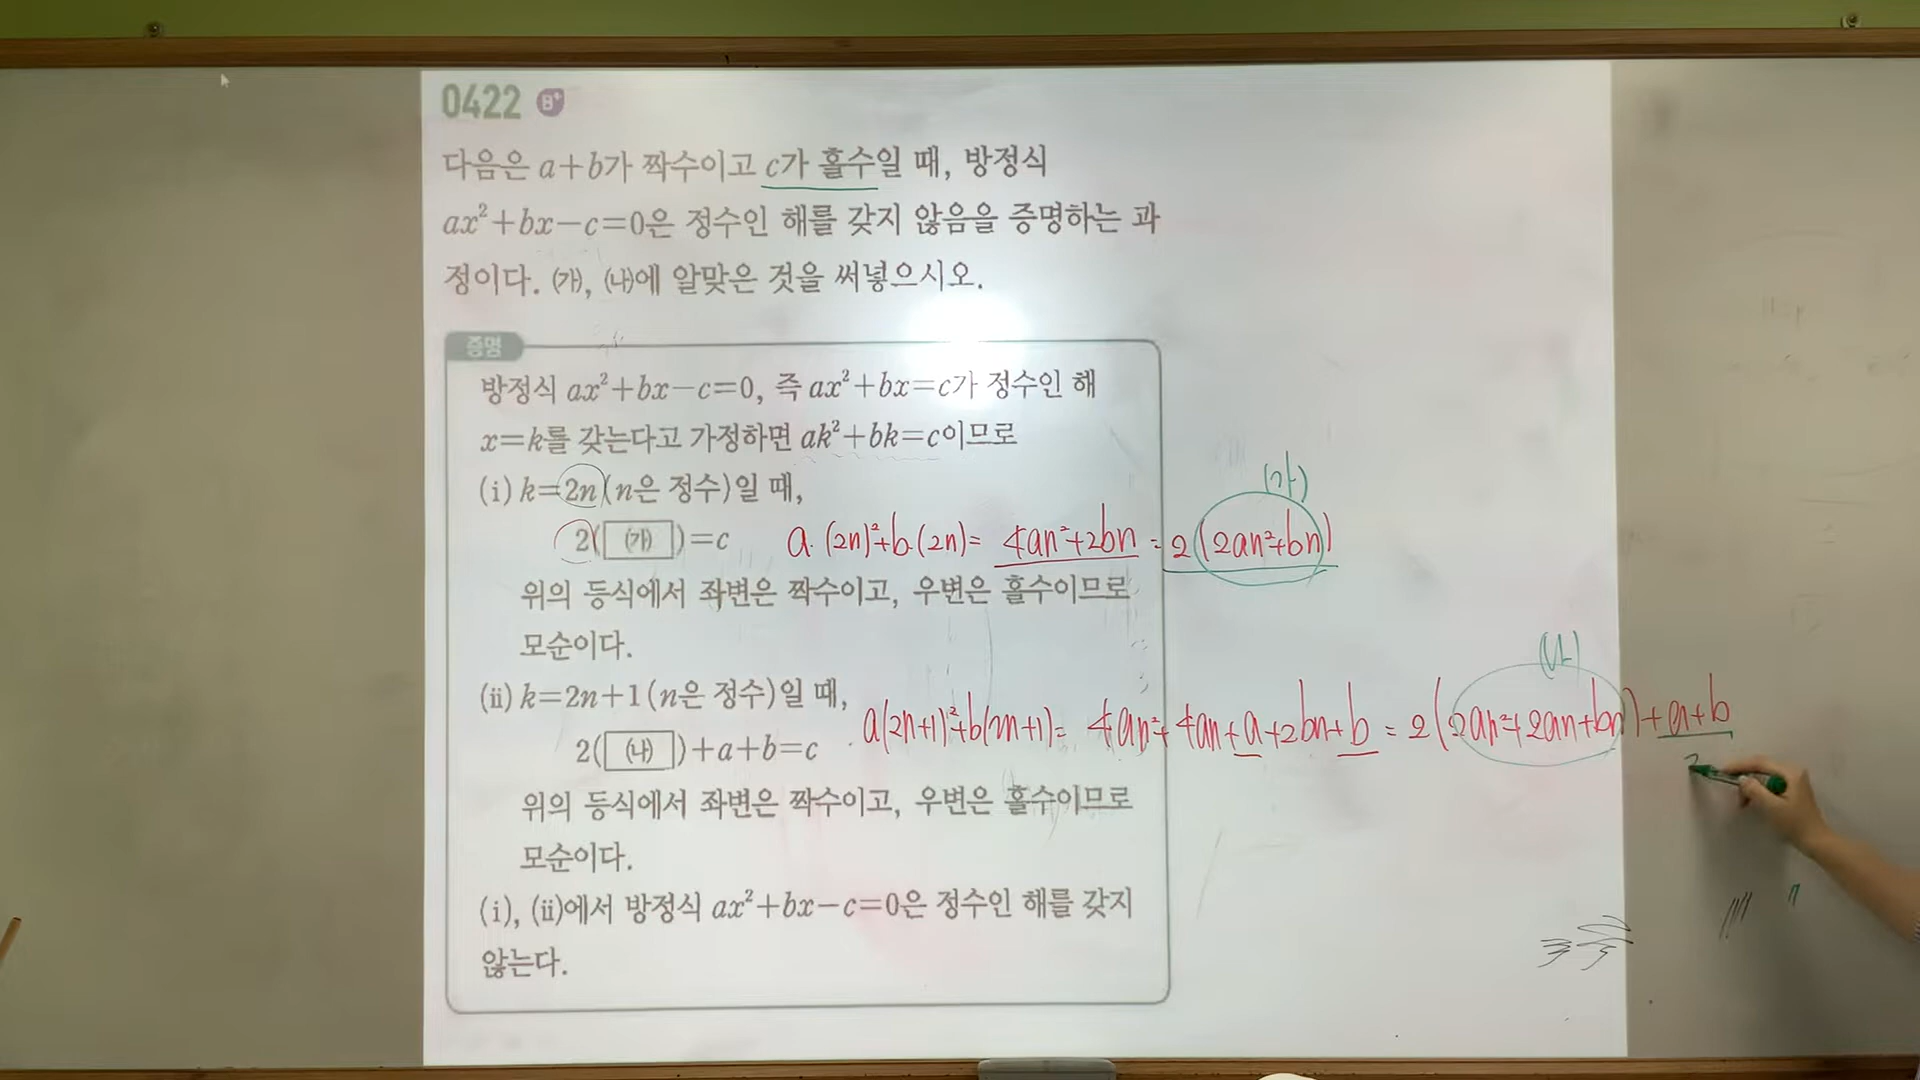 0422 B+
다음은 a+b가 짝수이고 c가 홀수일 때, 방정식
ax²+bx−c=0은 정수인 해를 갖지 않음을 증명하는 과
정이다. ㈎, ㈏에 알맞은 것을 써넣으시오.
증명
방정식 ax²+bx−c=0, 즉 ax²+bx=c가 정수인 해
x=k를 갖는다고 가정하면 ak²+bk=c이므로
(ⅰ) k=2n(n은 정수)일 때,
2( ㈎ )=c
a·(2n)²+b·(2n)= 4an²+2bn = 2(2an²+bn)
(가)
위의 등식에서 좌변은 짝수이고, 우변은 홀수이므로
모순이다.
(ⅱ) k=2n+1(n은 정수)일 때,
2( ㈏ )+a+b=c
a(2n+1)²+b(2n+1)= 4an²+4an+a+2bn+b = 2(2an²+2an+bn)+a+b
(나)
위의 등식에서 좌변은 짝수이고, 우변은 홀수이므로
모순이다.
(ⅰ), (ⅱ)에서 방정식 ax²+bx−c=0은 정수인 해를 갖지
않는다.